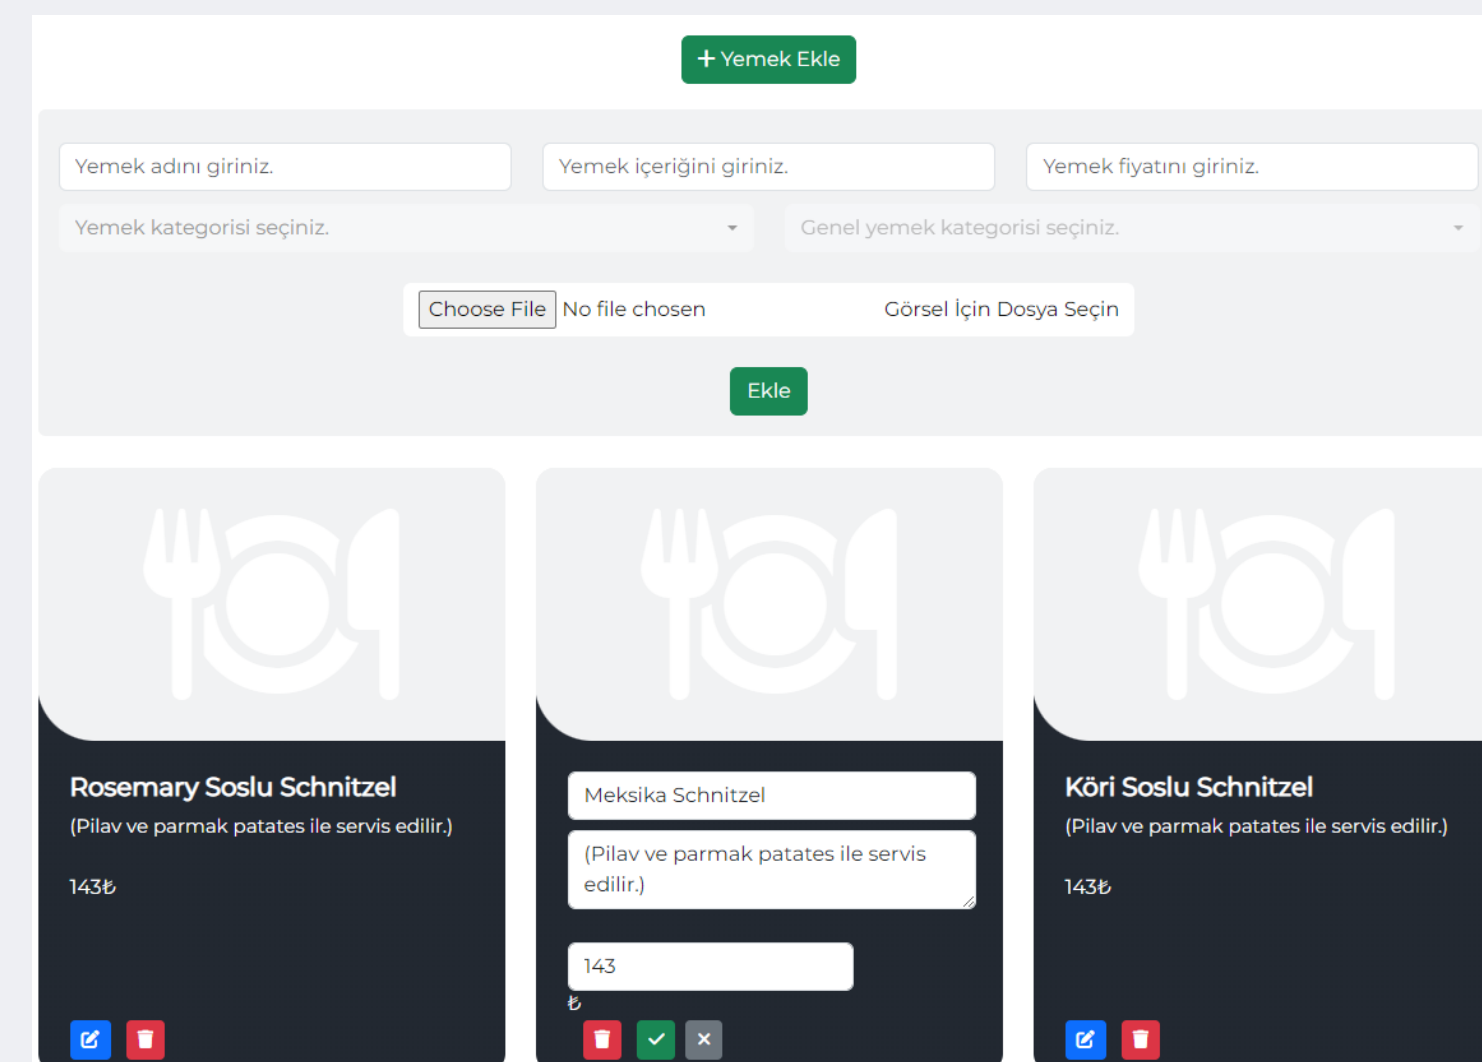 + Yemek Ekle
Yemek adını giriniz.
Yemek içeriğini giriniz.
Yemek fiyatını giriniz.
Yemek kategorisi seçiniz.
Genel yemek kategorisi seçiniz.
Choose File No file chosen
Görsel İçin Dosya Seçin
Ekle
Rosemary Soslu Schnitzel
(Pilav ve parmak patates ile servis edilir.)
143₺
Meksika Schnitzel
(Pilav ve parmak patates ile servis
edilir.)
143
₺
Köri Soslu Schnitzel
(Pilav ve parmak patates ile servis edilir.)
143₺